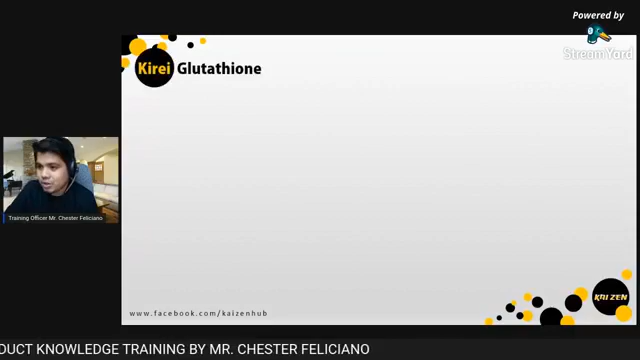 Powered by
StreamYard
Kirei Glutathione
Training Officer Mr. Chester Feliciano
KAIZEN
www.facebook.com/kaizenhub
DUCT KNOWLEDGE TRAINING BY MR. CHESTER FELICIANO